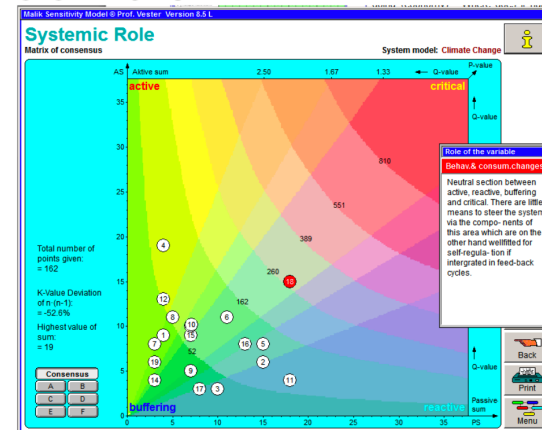 Malik Sensitivity Model ® Prof. Vester Version 8.5 L
Systemic Role
Matrix of consensus
System model: Climate Change
AS Aktive sum 2.50 1.67 1.33 Q-value P-value
active
critical
Q-value
35
30
25
20
15
10
5
0
810
551
389
260
162
52
4
18
12
8
6
10
1
15
7
16
5
19
2
9
14
17
3
11
Total number of
points given:
= 162
K-Value Deviation
of n·(n-1):
= -52.6%
Highest value of
sum:
= 19
Consensus
A B
C D
E F
buffering
reactive
0 5 10 15 20 25 30 35 PS
Q-value
Passive
sum
Role of the variable
Behav.& consum.changes
Neutral section between
active, reactive, buffering
and critical. There are little
means to steer the system
via the compo- nents of
this area which are on the
other hand wellfitted for
self-regula- tion if
intergrated in feed-back
cycles.
Back
Print
Menu